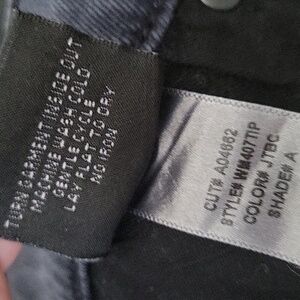 TURN GARMENT INSIDE OUT
MACHINE WASH COLD
GENTLE CYCLE
LAY FLAT TO DRY
NO IRON
CUT# A04662
STYLE# WM407TIP
COLOR# LTBC
SHADE# A